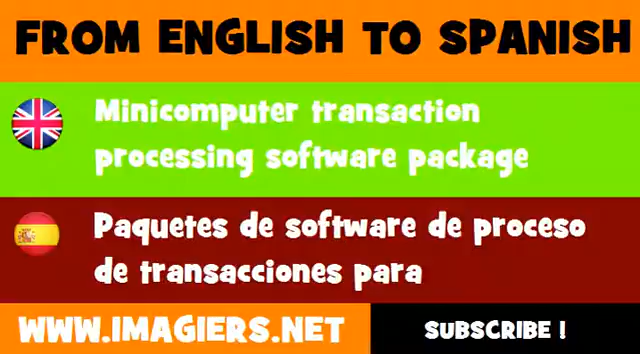 FROM ENGLISH TO SPANISH
Minicomputer transaction
processing software package
Paquetes de software de proceso
de transacciones para
WWW.IMAGIERS.NET
SUBSCRIBE !